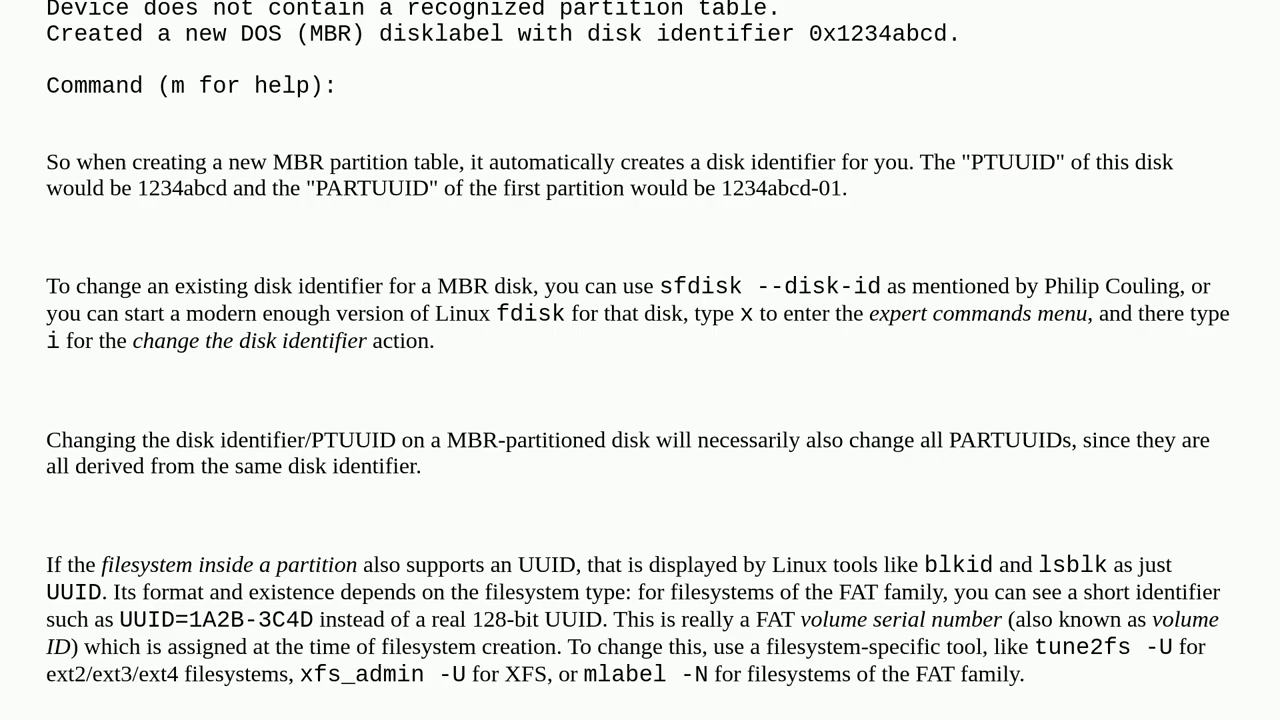 Device does not contain a recognized partition table.
Created a new DOS (MBR) disklabel with disk identifier 0x1234abcd.
Command (m for help):
So when creating a new MBR partition table, it automatically creates a disk identifier for you. The "PTUUID" of this disk
would be 1234abcd and the "PARTUUID" of the first partition would be 1234abcd-01.
To change an existing disk identifier for a MBR disk, you can use sfdisk --disk-id as mentioned by Philip Couling, or
you can start a modern enough version of Linux fdisk for that disk, type x to enter the expert commands menu, and there type
i for the change the disk identifier action.
Changing the disk identifier/PTUUID on a MBR-partitioned disk will necessarily also change all PARTUUIDs, since they are
all derived from the same disk identifier.
If the filesystem inside a partition also supports an UUID, that is displayed by Linux tools like blkid and lsblk as just
UUID. Its format and existence depends on the filesystem type: for filesystems of the FAT family, you can see a short identifier
such as UUID=1A2B-3C4D instead of a real 128-bit UUID. This is really a FAT volume serial number (also known as volume
ID) which is assigned at the time of filesystem creation. To change this, use a filesystem-specific tool, like tune2fs -U for
ext2/ext3/ext4 filesystems, xfs_admin -U for XFS, or mlabel -N for filesystems of the FAT family.